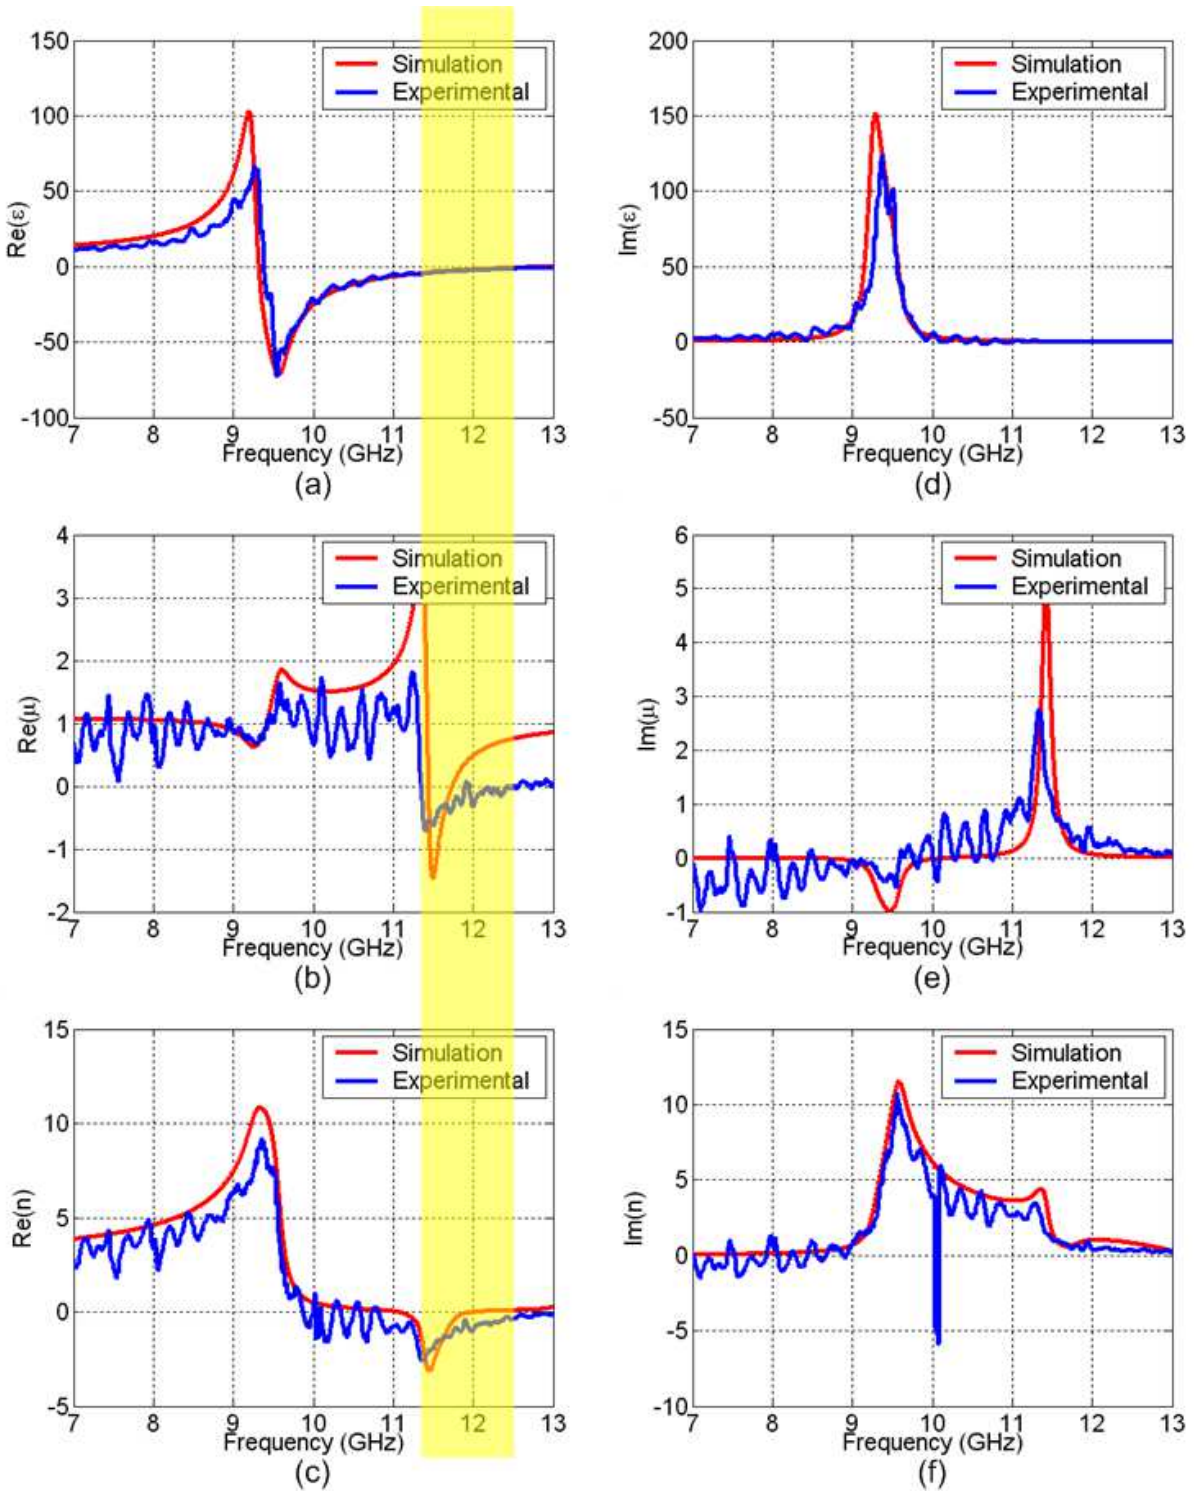 150
100
50
0
-50
-100
Re(ε)
Simulation
Experimental
7 8 9 10 11 12 13
Frequency (GHz)
(a)
200
150
100
50
0
-50
Im(ε)
Simulation
Experimental
7 8 9 10 11 12 13
Frequency (GHz)
(d)
4
3
2
1
0
-1
-2
Re(μ)
Simulation
Experimental
7 8 9 10 11 12 13
Frequency (GHz)
(b)
6
5
4
3
2
1
0
-1
Im(μ)
Simulation
Experimental
7 8 9 10 11 12 13
Frequency (GHz)
(e)
15
10
5
0
-5
Re(n)
Simulation
Experimental
7 8 9 10 11 12 13
Frequency (GHz)
(c)
15
10
5
0
-5
-10
Im(n)
Simulation
Experimental
7 8 9 10 11 12 13
Frequency (GHz)
(f)